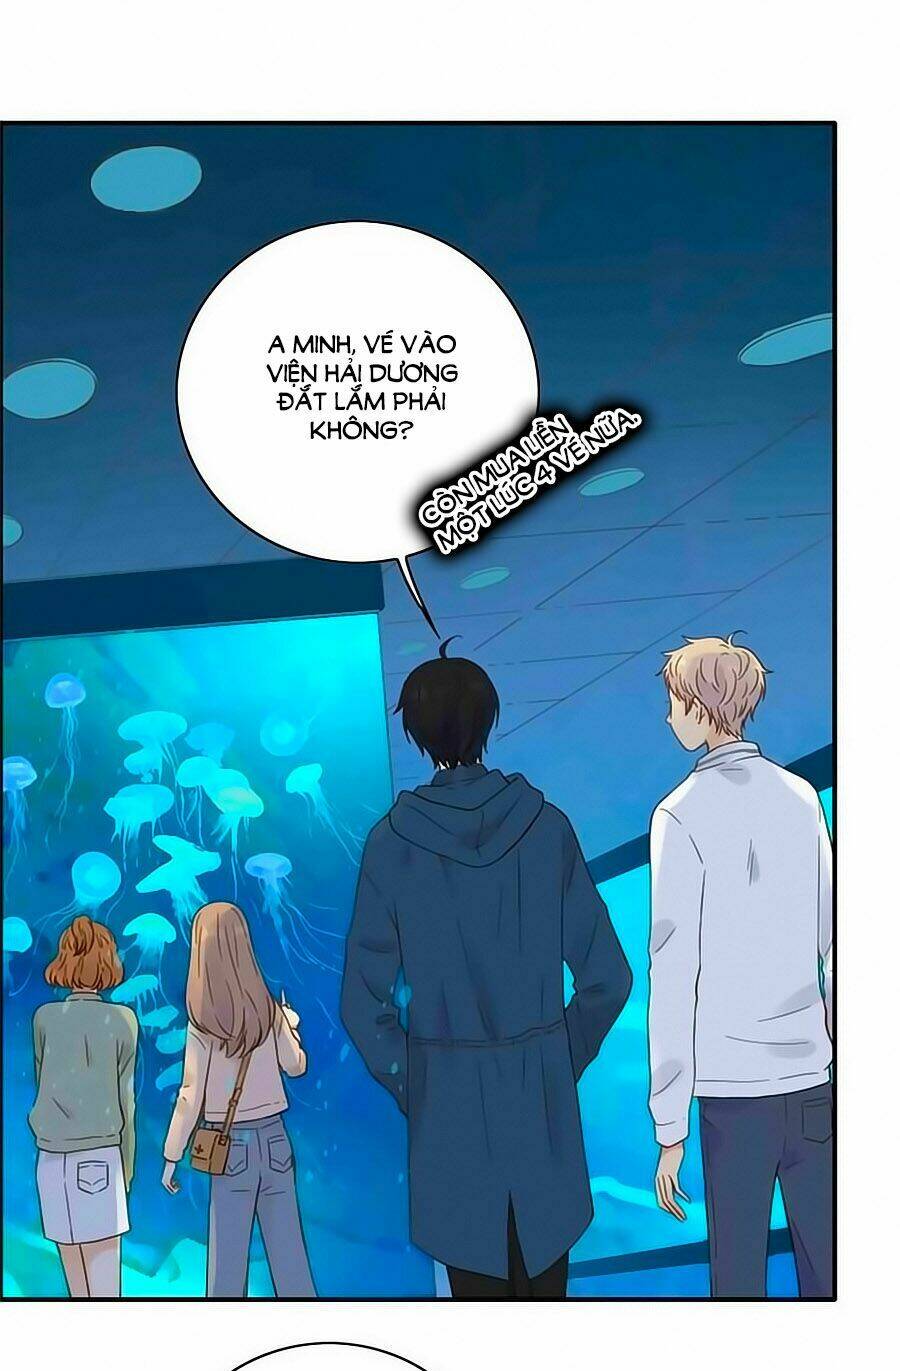 A MINH, VÉ VÀO
VIỆN HẢI DƯƠNG
ĐẮT LẮM PHẢI
KHÔNG?
CÒN MUA LIỀN
MỘT LÚC 4 VÉ NỮA.